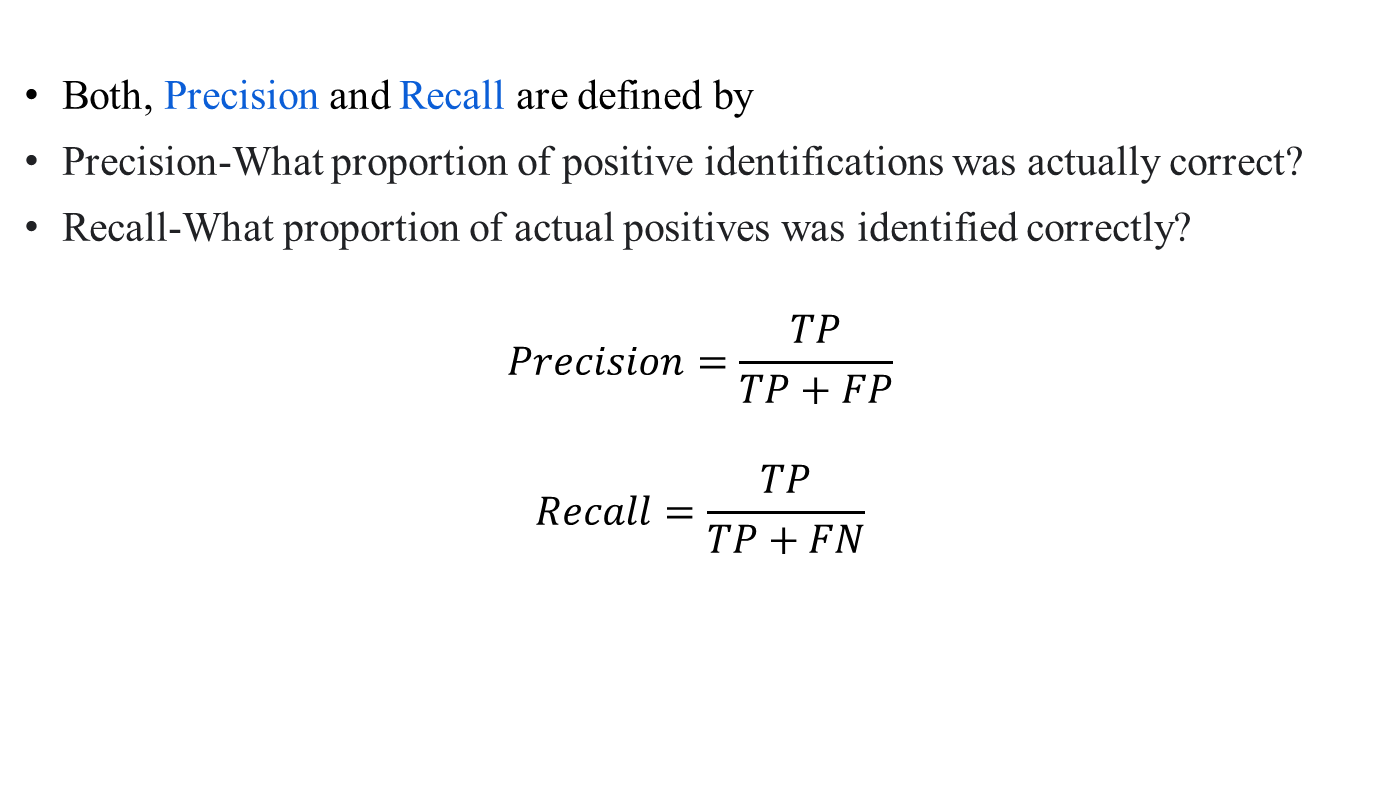 • Both, Precision and Recall are defined by
• Precision-What proportion of positive identifications was actually correct?
• Recall-What proportion of actual positives was identified correctly?
Precision = TP / TP + FP
Recall = TP / TP + FN